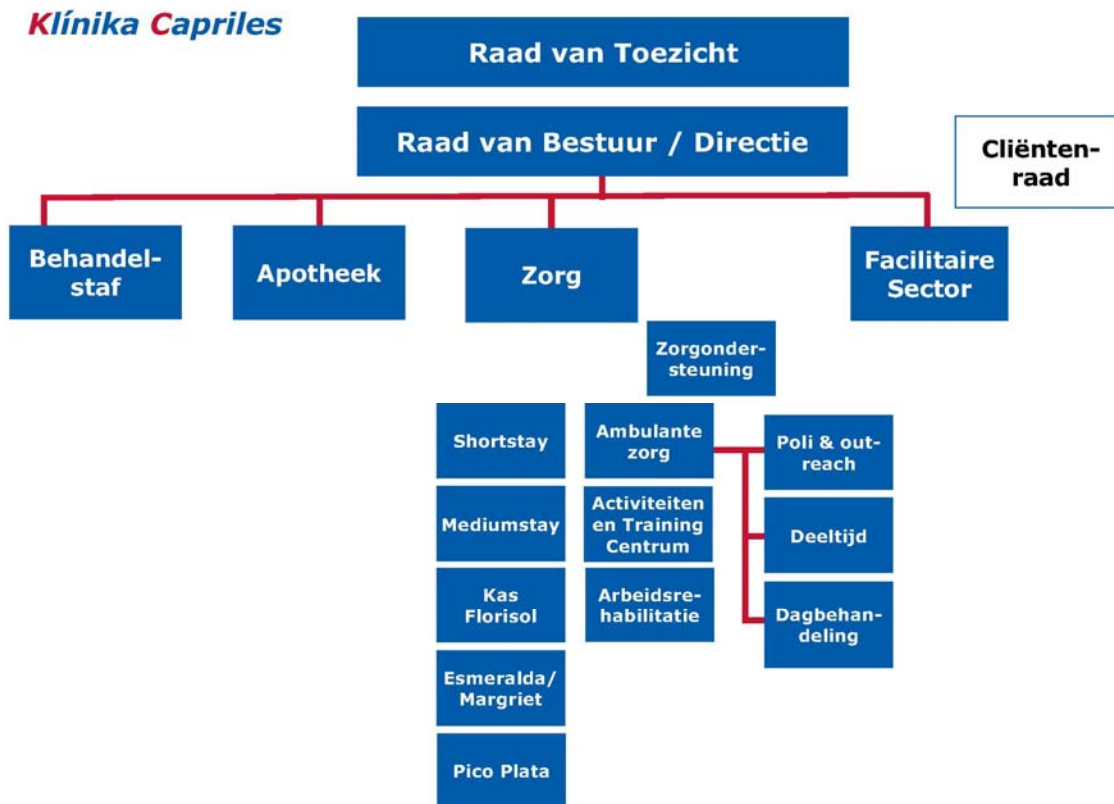 Klínika Capriles
Raad van Toezicht
Raad van Bestuur / Directie
Cliënten-
raad
Behandel-
staf
Apotheek
Zorg
Facilitaire
Sector
Zorgonder-
steuning
Shortstay
Ambulante
zorg
Poli & out-
reach
Mediumstay
Activiteiten
en Training
Centrum
Deeltijd
Kas
Florisol
Arbeidsre-
habilitatie
Dagbehan-
deling
Esmeralda/
Margriet
Pico Plata